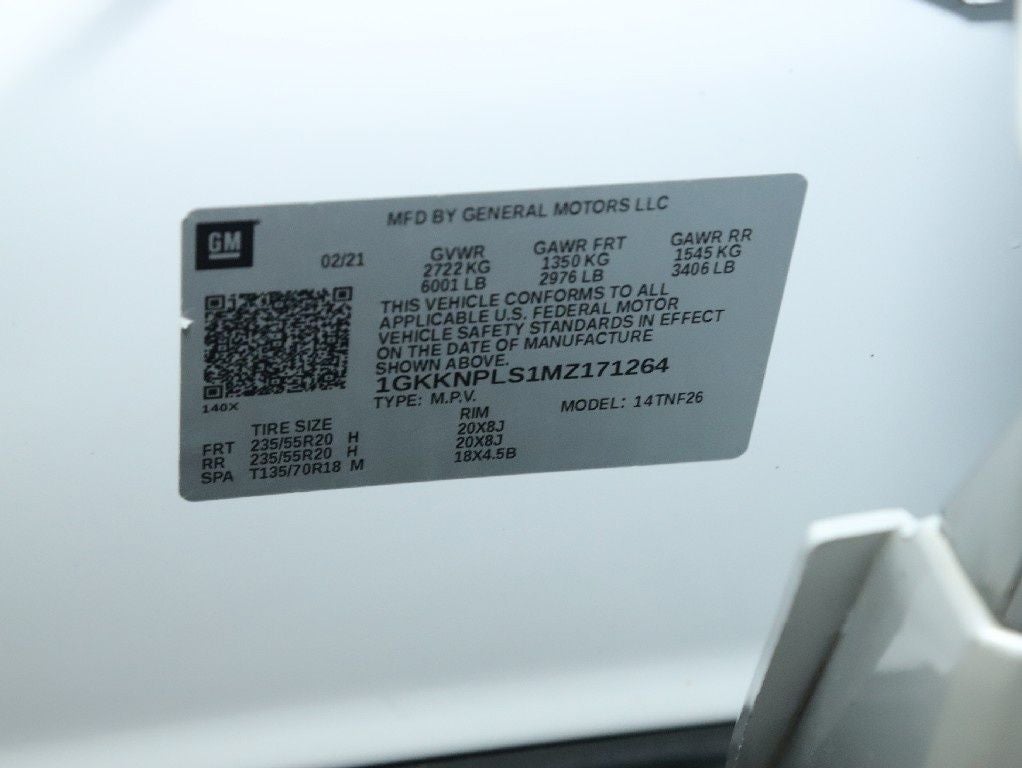 MFD BY GENERAL MOTORS LLC
GM
02/21
GVWR GAWR FRT GAWR RR
2722 KG 1350 KG 1545 KG
6001 LB 2976 LB 3406 LB
THIS VEHICLE CONFORMS TO ALL
APPLICABLE U.S. FEDERAL MOTOR
VEHICLE SAFETY STANDARDS IN EFFECT
ON THE DATE OF MANUFACTURE
SHOWN ABOVE.
1GKKNPLS1MZ171264
140X
TYPE: M.P.V. MODEL: 14TNF26
TIRE SIZE RIM
FRT 235/55R20 H 20X8J
RR 235/55R20 H 20X8J
SPA T135/70R18 M 18X4.5B